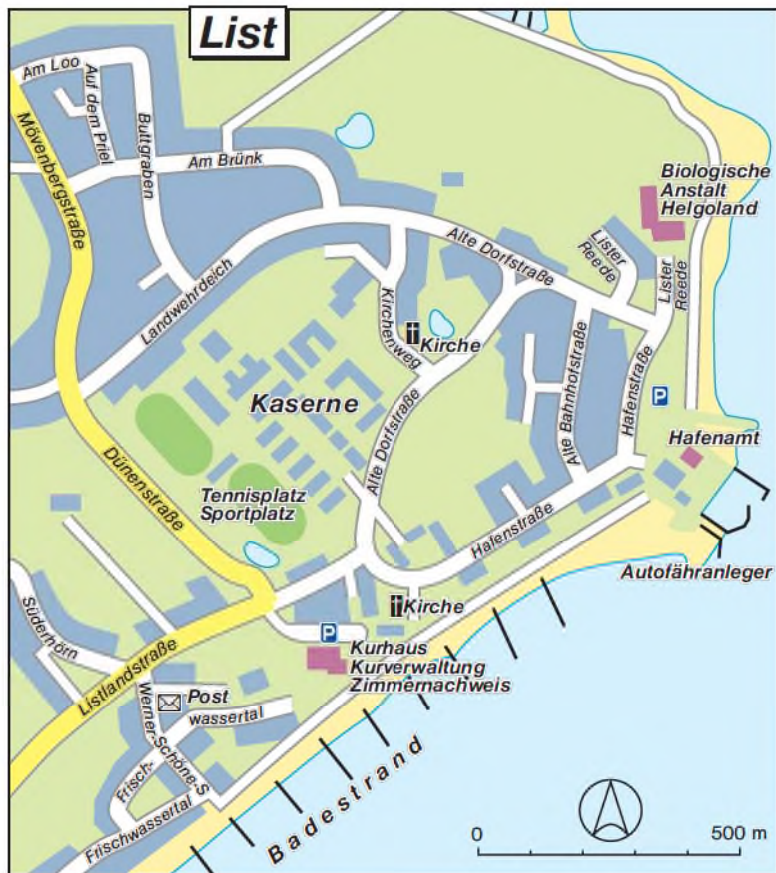 List
Am Loo
Auf dem Priel
Buttgraben
Mövenbergstraße
Am Brünk
Biologische
Anstalt
Helgoland
Lister
Reede
Lister
Reede
Alte Dorfstraße
Landwehrdeich
Kirchenweg
Kirche
Kaserne
Alte Dorfstraße
Alte Bahnhofstraße
Hafenstraße
P
Hafenamt
Dünenstraße
Tennisplatz
Sportplatz
Hafenstraße
Autofähranleger
Kirche
Süderhörn
P
Kurhaus
Kurverwaltung
Zimmernachweis
Listlandstraße
Post
Werner-Schöne-S
Frisch-
wassertal
Frischwassertal
Badestrand
0
500 m